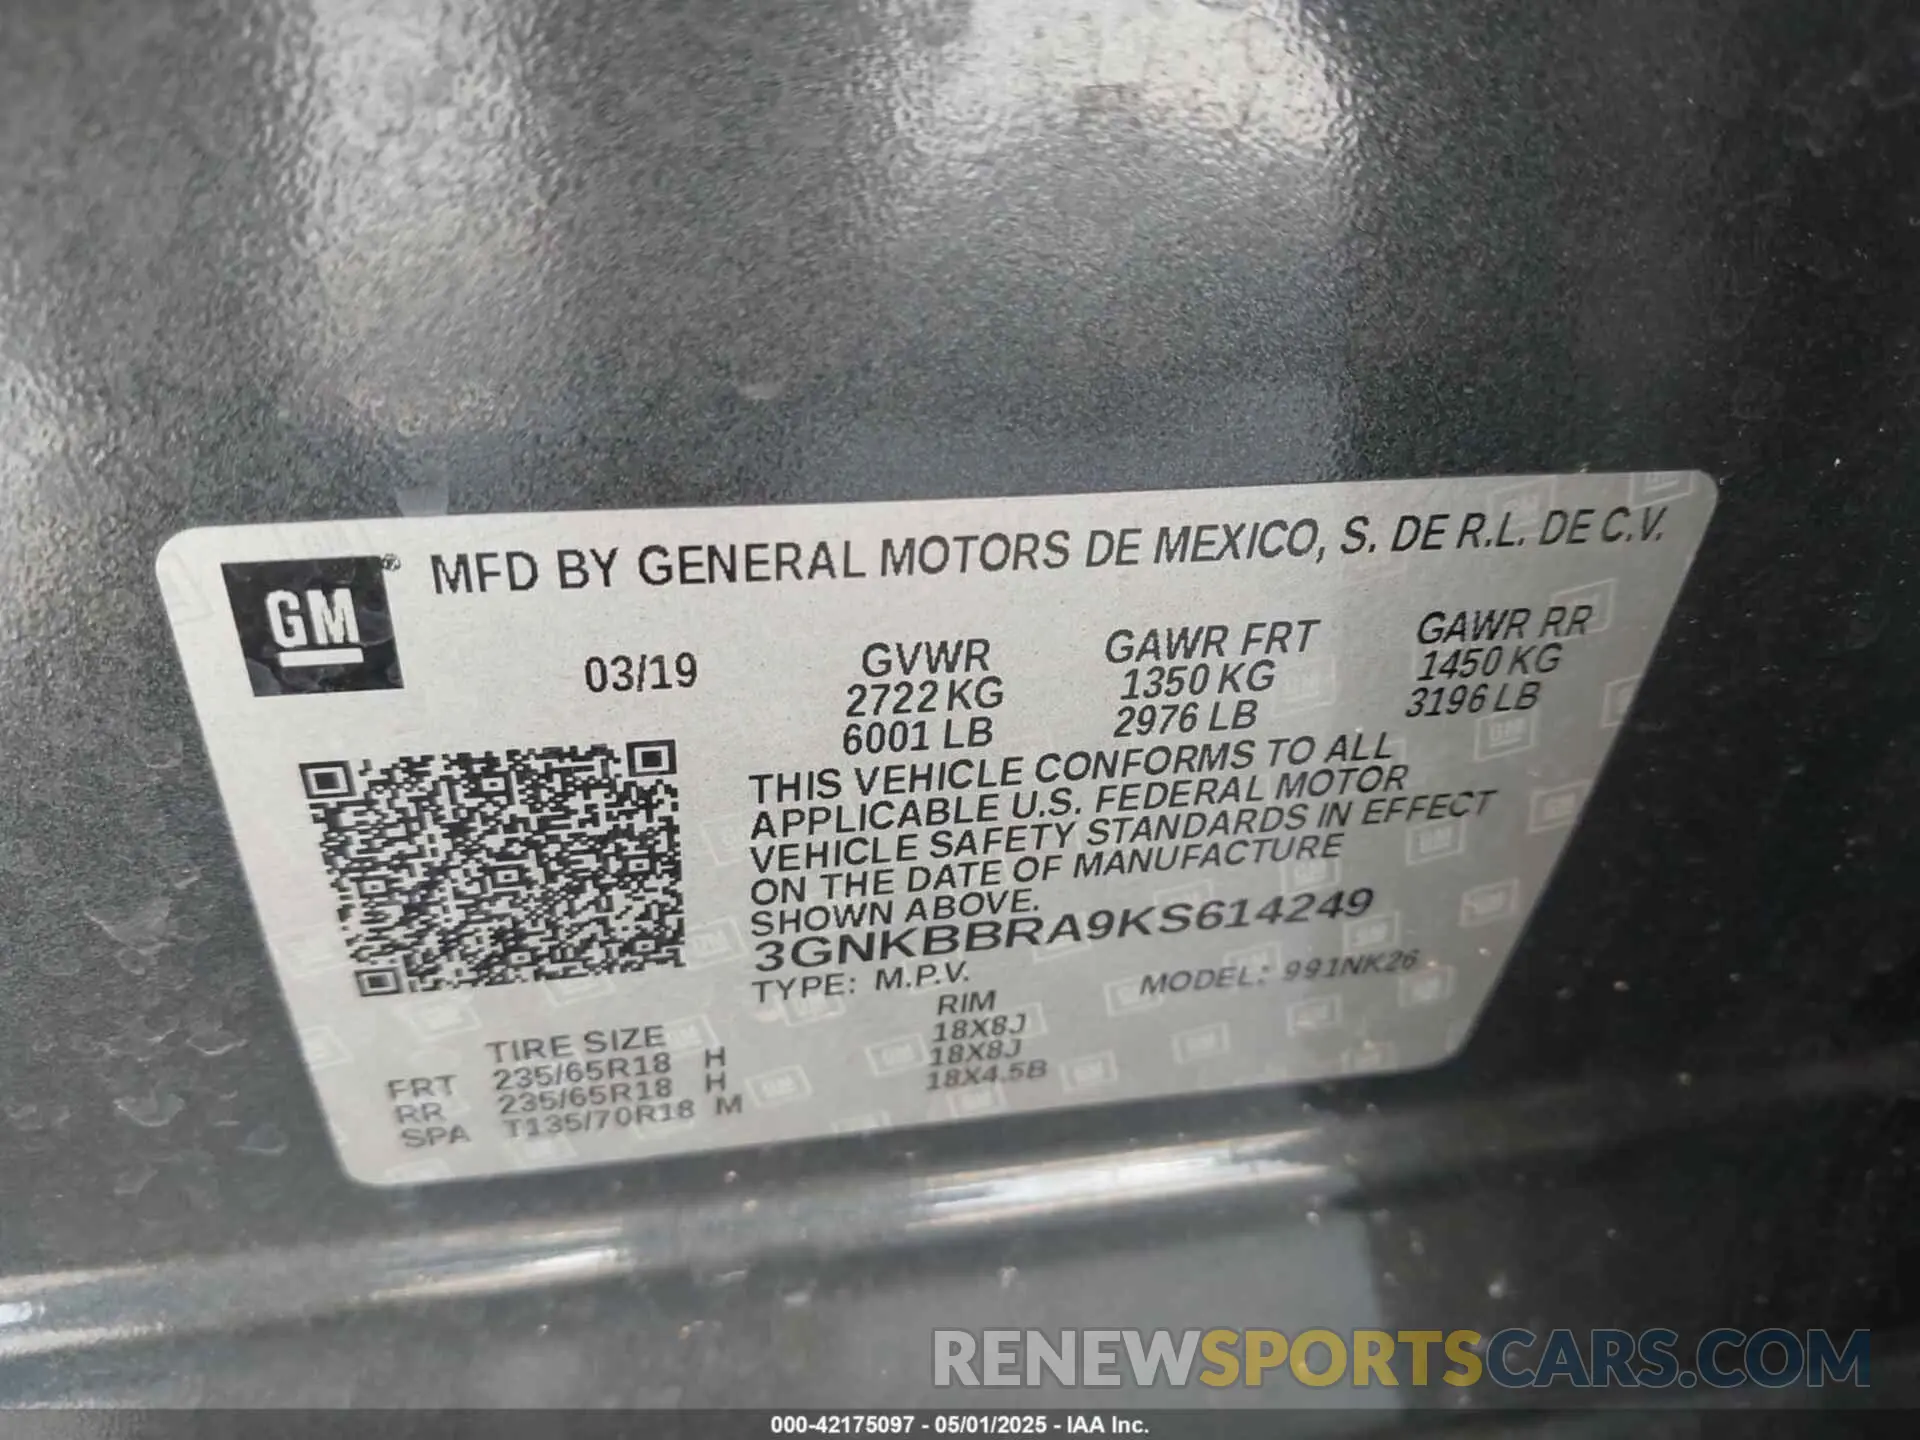 GM ® MFD BY GENERAL MOTORS DE MEXICO, S. DE R.L. DE C.V.
03/19 GVWR GAWR FRT GAWR RR
2722 KG 1350 KG 1450 KG
6001 LB 2976 LB 3196 LB
THIS VEHICLE CONFORMS TO ALL
APPLICABLE U.S. FEDERAL MOTOR
VEHICLE SAFETY STANDARDS IN EFFECT
ON THE DATE OF MANUFACTURE
SHOWN ABOVE.
3GNKBBRA9KS614249
TYPE: M.P.V. MODEL: 991NK26
TIRE SIZE RIM
FRT 235/65R18 H 18X8J
RR 235/65R18 H 18X8J
SPA T135/70R18 M 18X4.5B
RENEWSPORTSCARS.COM
000-42175097 - 05/01/2025 - IAA Inc.